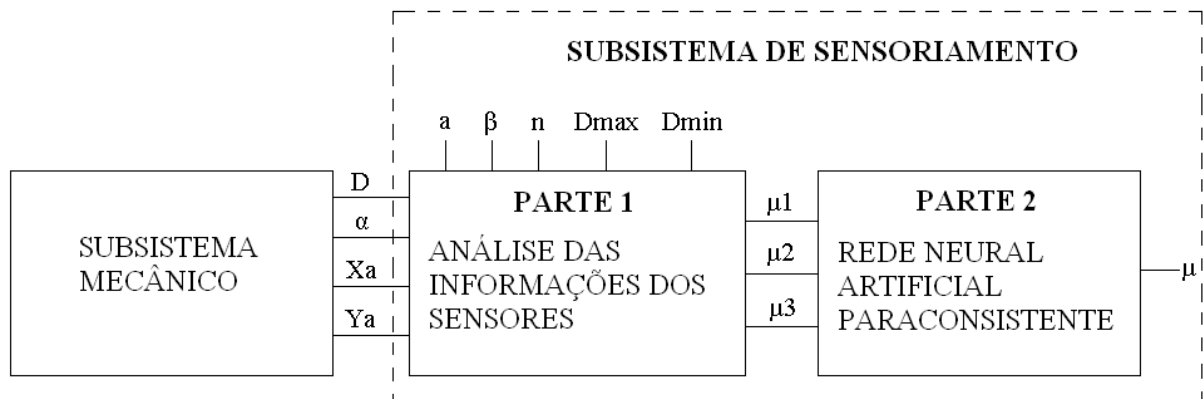 SUBSISTEMA DE SENSORIAMENTO
a β n Dmax Dmin
D
α
Xa
Ya
SUBSISTEMA
MECÂNICO
PARTE 1
ANÁLISE DAS
INFORMAÇÕES DOS
SENSORES
μ1
μ2
μ3
PARTE 2
REDE NEURAL
ARTIFICIAL
PARACONSISTENTE
μ